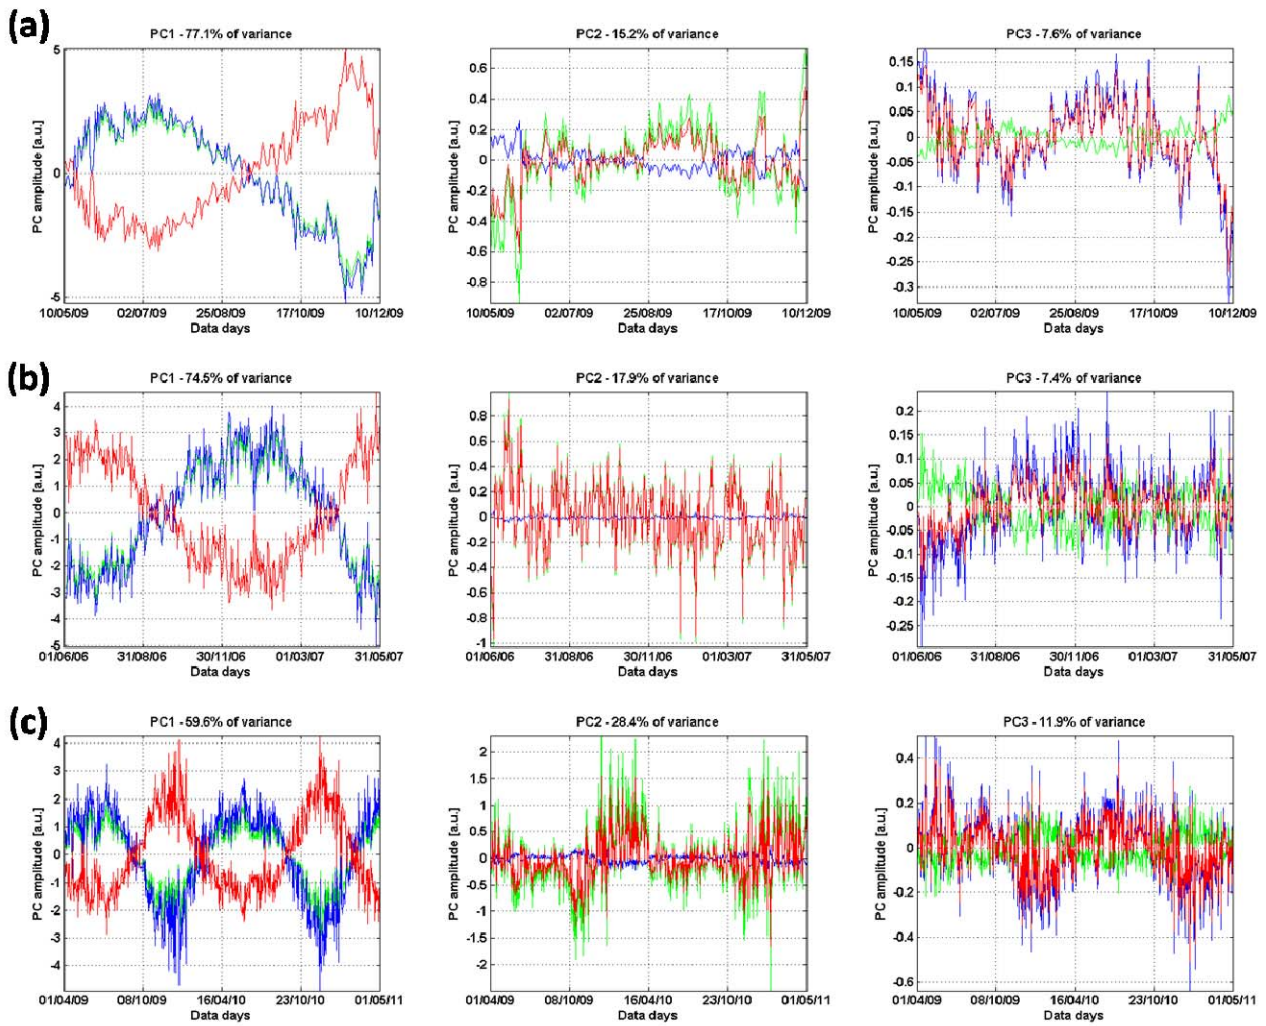 (a)
PC1 - 77.1% of variance
PC amplitude [a.u.]
5
0
-5
10/05/09 02/07/09 25/08/09 17/10/09 10/12/09
Data days
PC2 - 15.2% of variance
PC amplitude [a.u.]
0.6
0.4
0.2
0
-0.2
-0.4
-0.6
-0.8
10/05/09 02/07/09 25/08/09 17/10/09 10/12/09
Data days
PC3 - 7.6% of variance
PC amplitude [a.u.]
0.15
0.1
0.05
0
-0.05
-0.1
-0.15
-0.2
-0.25
-0.3
10/05/09 02/07/09 25/08/09 17/10/09 10/12/09
Data days
(b)
PC1 - 74.5% of variance
PC amplitude [a.u.]
4
3
2
1
0
-1
-2
-3
-4
-5
01/06/06 31/08/06 30/11/06 01/03/07 31/05/07
Data days
PC2 - 17.9% of variance
PC amplitude [a.u.]
0.8
0.6
0.4
0.2
0
-0.2
-0.4
-0.6
-0.8
-1
01/06/06 31/08/06 30/11/06 01/03/07 31/05/07
Data days
PC3 - 7.4% of variance
PC amplitude [a.u.]
0.2
0.15
0.1
0.05
0
-0.05
-0.1
-0.15
-0.2
-0.25
01/06/06 31/08/06 30/11/06 01/03/07 31/05/07
Data days
(c)
PC1 - 59.6% of variance
PC amplitude [a.u.]
4
3
2
1
0
-1
-2
-3
-4
01/04/09 08/10/09 16/04/10 23/10/10 01/05/11
Data days
PC2 - 28.4% of variance
PC amplitude [a.u.]
2
1.5
1
0.5
0
-0.5
-1
-1.5
-2
01/04/09 08/10/09 16/04/10 23/10/10 01/05/11
Data days
PC3 - 11.9% of variance
PC amplitude [a.u.]
0.4
0.2
0
-0.2
-0.4
-0.6
01/04/09 08/10/09 16/04/10 23/10/10 01/05/11
Data days